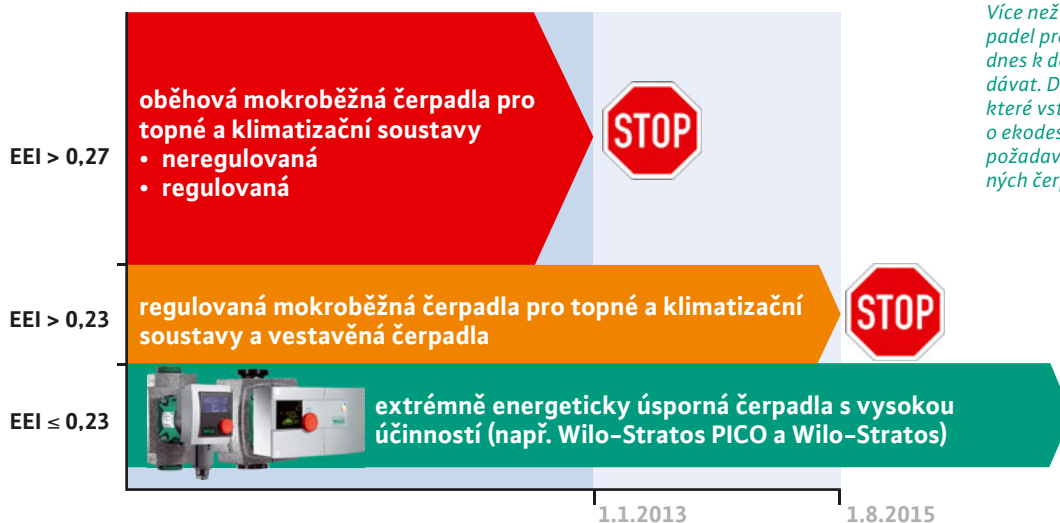 Více než
padel pro
dnes k d
dávat. D
které vst
o ekodes
požadav
ných čerp
EEI > 0,27
oběhová mokroběžná čerpadla pro
topné a klimatizační soustavy
• neregulovaná
• regulovaná
STOP
EEI > 0,23
regulovaná mokroběžná čerpadla pro topné a klimatizační
soustavy a vestavěná čerpadla
STOP
EEI ≤ 0,23
extrémně energeticky úsporná čerpadla s vysokou
účinností (např. Wilo-Stratos PICO a Wilo-Stratos)
1.1.2013
1.8.2015